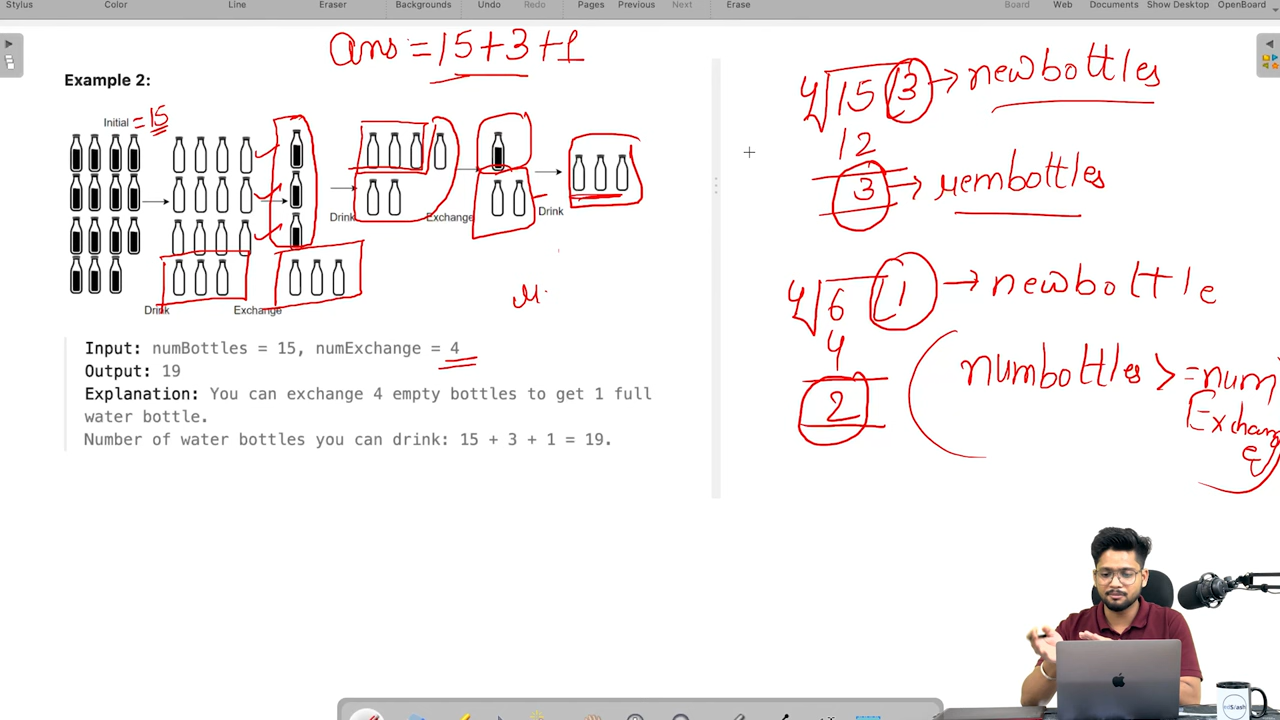 Stylus Color Line Eraser Backgrounds Undo Redo Pages Previous Next Erase Board Web Documents Show Desktop OpenBoard
ans = 15+3+1
Example 2:
Initial = 15
Drink Exchange Drink Exchange Drink
Input: numBottles = 15, numExchange = 4
Output: 19
Explanation: You can exchange 4 empty bottles to get 1 full
water bottle.
Number of water bottles you can drink: 15 + 3 + 1 = 19.
4 15 3 → newbottles
12
3 → rembottles
4 6 1 → newbottle
4
2
(numbottles >= num
Exchang
e)